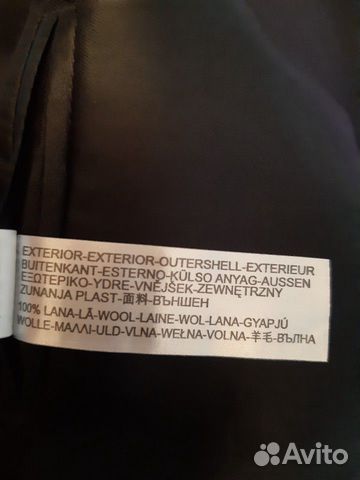 EXTERIOR-EXTERIOR-OUTERSHELL-EXTERIEUR
BUITENKANT-ESTERNO-KÜLSO ANYAG-AUSSEN
ΕΞΩΤΕΡΙΚΟ-YDRE-VNĚJŠEK-ZEWNĘTRZNY
ZUNANJA PLAST-面料-ВЪНШЕН
100% LANA-LÃ-WOOL-LAINE-WOL-LANA-GYAPJÚ
WOLLE-ΜΑΛΛΙ-ULD-VLNA-WEŁNA-VOLNA-羊毛-ВЪЛНА
Avito